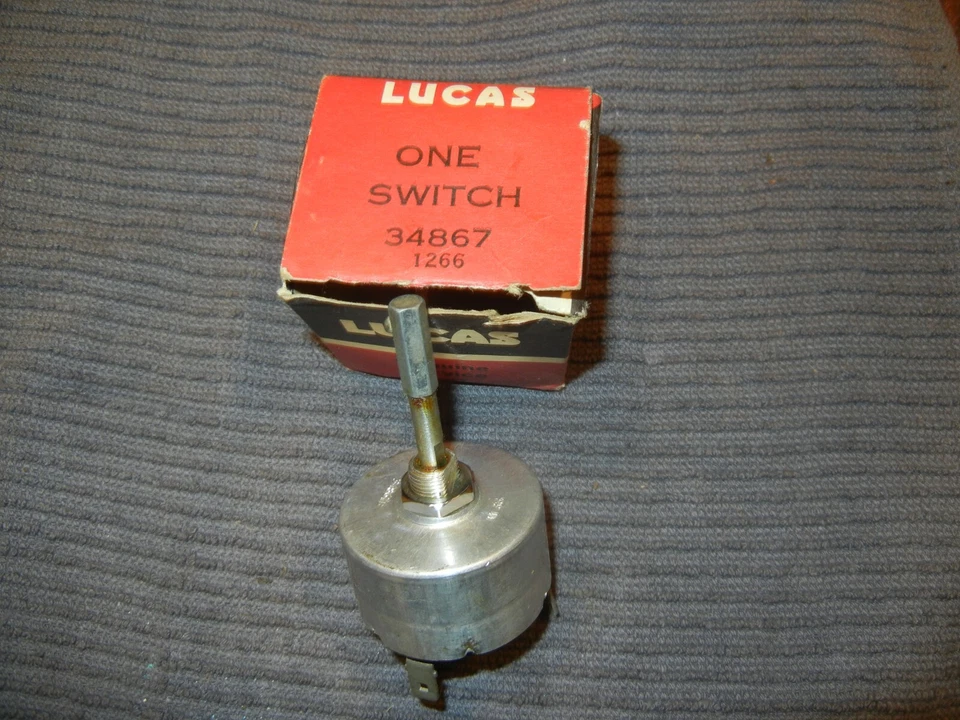 LUCAS
ONE
SWITCH
34867
1266
LUCAS